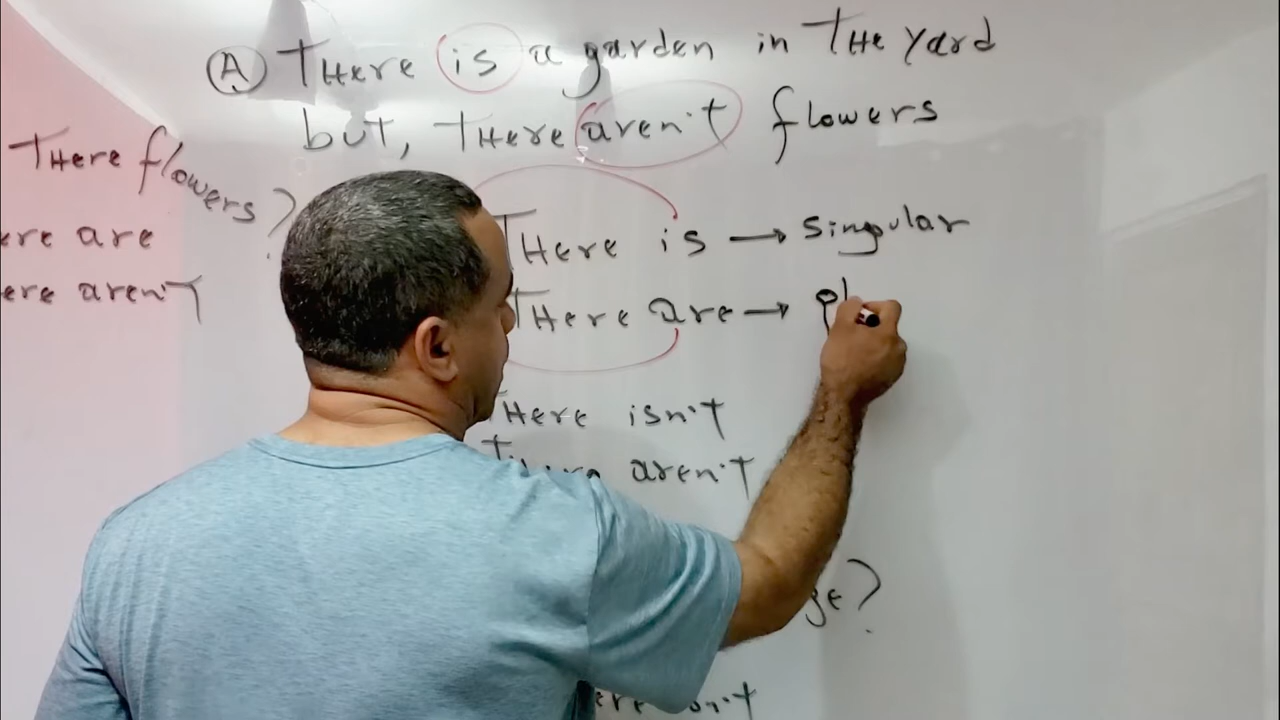 Ⓐ THere is a garden in THe yard
but, THere aren't flowers
THere flowers?
THere is → Singular
ere are
THere are → pl
ere aren't
THere isn't
aren't
ge?